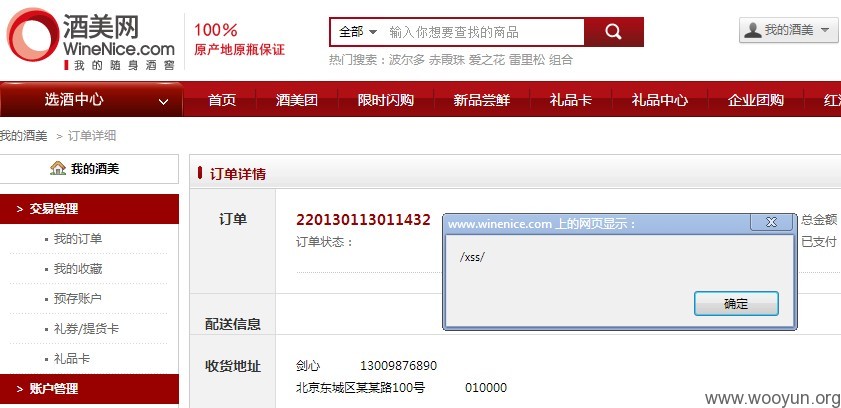 酒美网
WineNice.com
我的随身酒窖
100%
原产地原瓶保证
全部 输入你想要查找的商品
热门搜索：波尔多 赤霞珠 爱之花 雷里松 组合
我的酒美
选酒中心 首页 酒美团 限时闪购 新品尝鲜 礼品卡 礼品中心 企业团购 红酒
我的酒美 > 订单详细
我的酒美
> 交易管理
我的订单
我的收藏
预存账户
礼券/提货卡
礼品卡
> 账户管理
订单详情
订单 220130113011432 总金额
订单状态： 已支付
www.winenice.com 上的网页显示：
/xss/
确定
配送信息
收货地址 剑心 13009876890
北京东城区某某路100号 010000
www.wooyun.org